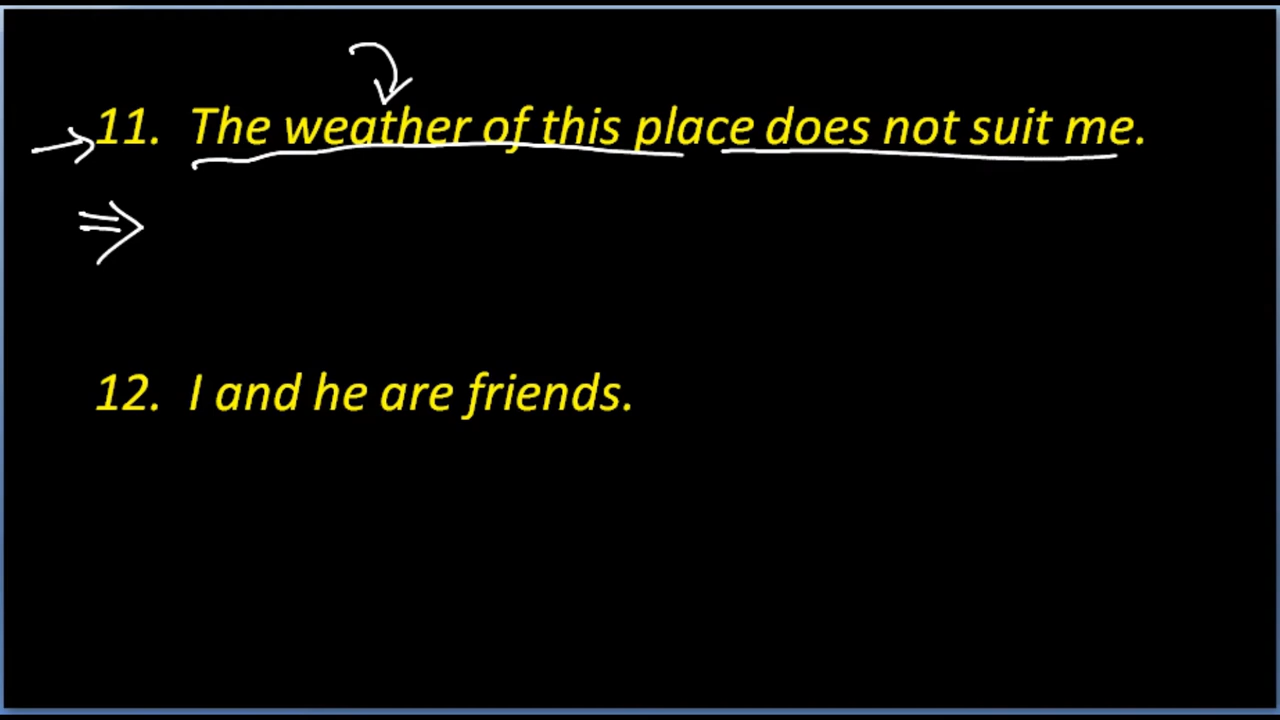 11. The weather of this place does not suit me.
12. I and he are friends.